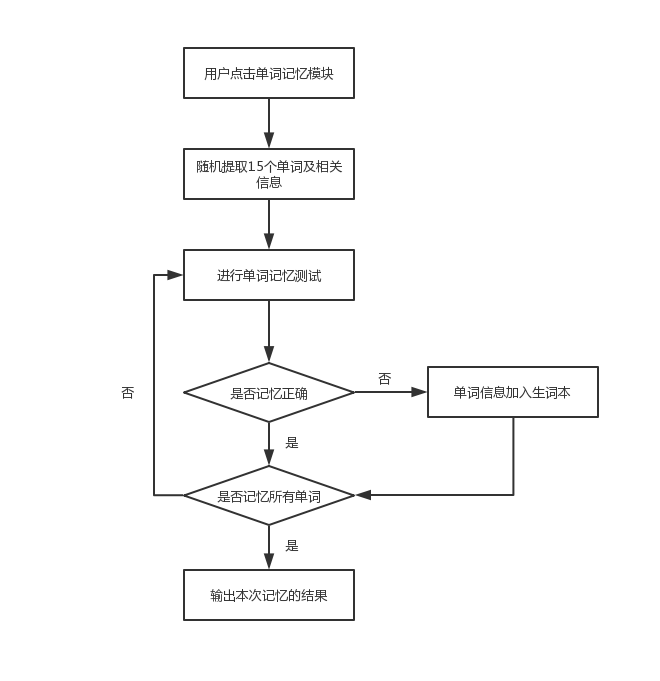 用户点击单词记忆模块
随机提取15个单词及相关
信息
进行单词记忆测试
是否记忆正确
否
单词信息加入生词本
否
是
是否记忆所有单词
是
输出本次记忆的结果